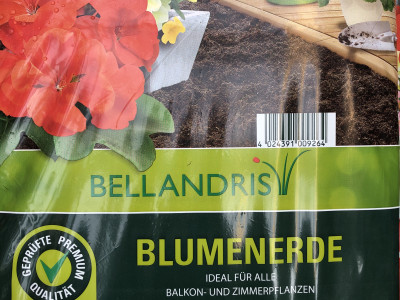 4 024391 009264
BELLANDRIS
GEPRÜFTE PREMIUM
QUALITÄT
BLUMENERDE
IDEAL FÜR ALLE
BALKON- UND ZIMMERPFLANZEN